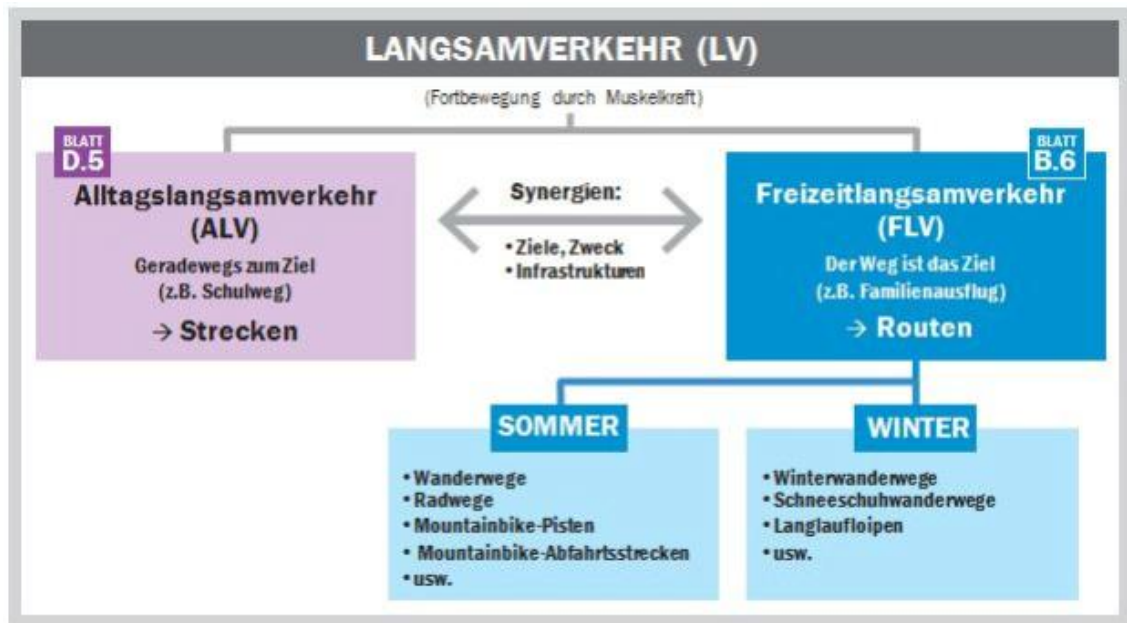 LANGSAMVERKEHR (LV)
(Fortbewegung durch Muskelkraft)
BLATT
D.5
Alltagslangsamverkehr
(ALV)
Geradewegs zum Ziel
(z.B. Schulweg)
→ Strecken
Synergien:
• Ziele, Zweck
• Infrastrukturen
BLATT
B.6
Freizeitlangsamverkehr
(FLV)
Der Weg ist das Ziel
(z.B. Familienausflug)
→ Routen
SOMMER
• Wanderwege
• Radwege
• Mountainbike-Pisten
• Mountainbike-Abfahrtsstrecken
• usw.
WINTER
• Winterwanderwege
• Schneeschuhwanderwege
• Langlaufloipen
• usw.